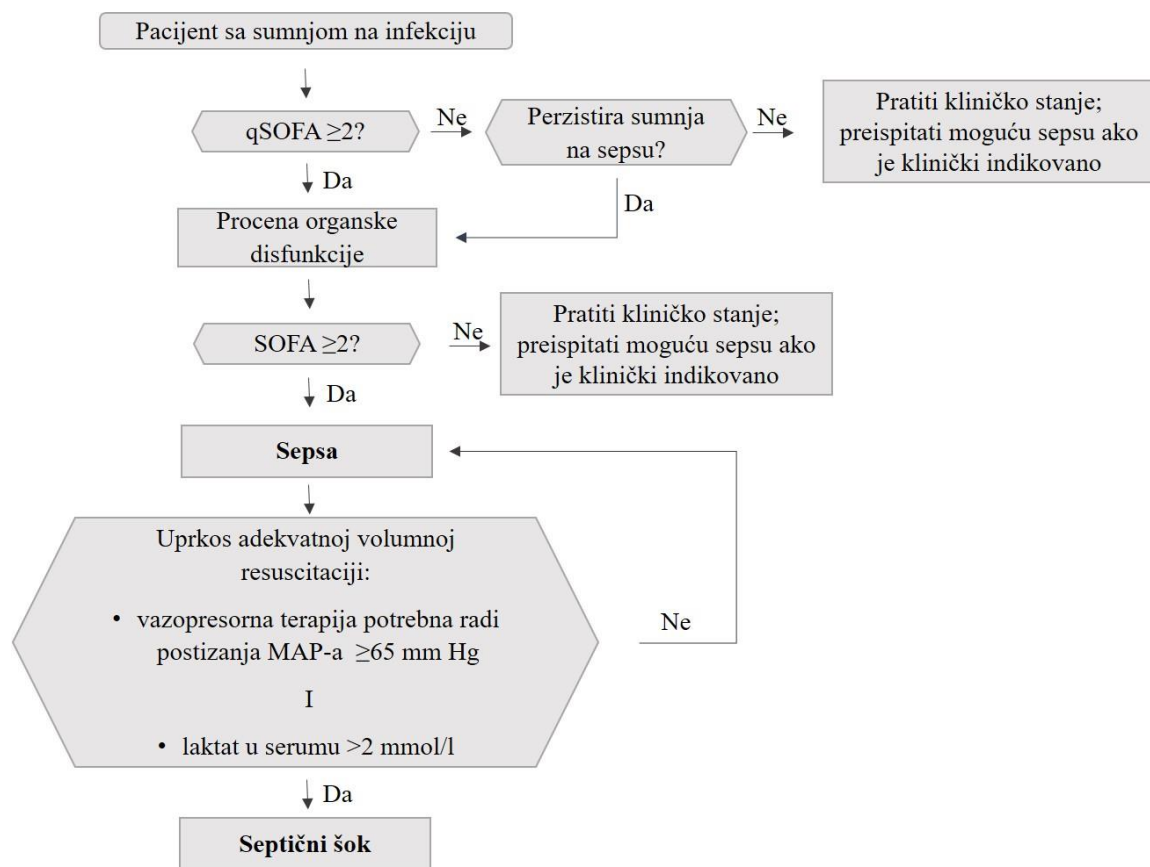 Pacijent sa sumnjom na infekciju
qSOFA ≥2?
Ne
Perzistira sumnja
na sepsu?
Ne
Pratiti kliničko stanje;
preispitati moguću sepsu ako
je klinički indikovano
Da
Da
Procena organske
disfunkcije
SOFA ≥2?
Ne
Pratiti kliničko stanje;
preispitati moguću sepsu ako
je klinički indikovano
Da
Sepsa
Uprkos adekvatnoj volumnoj
resuscitaciji:
• vazopresorna terapija potrebna radi
postizanja MAP-a ≥65 mm Hg
I
• laktat u serumu >2 mmol/l
Ne
Da
Septični šok